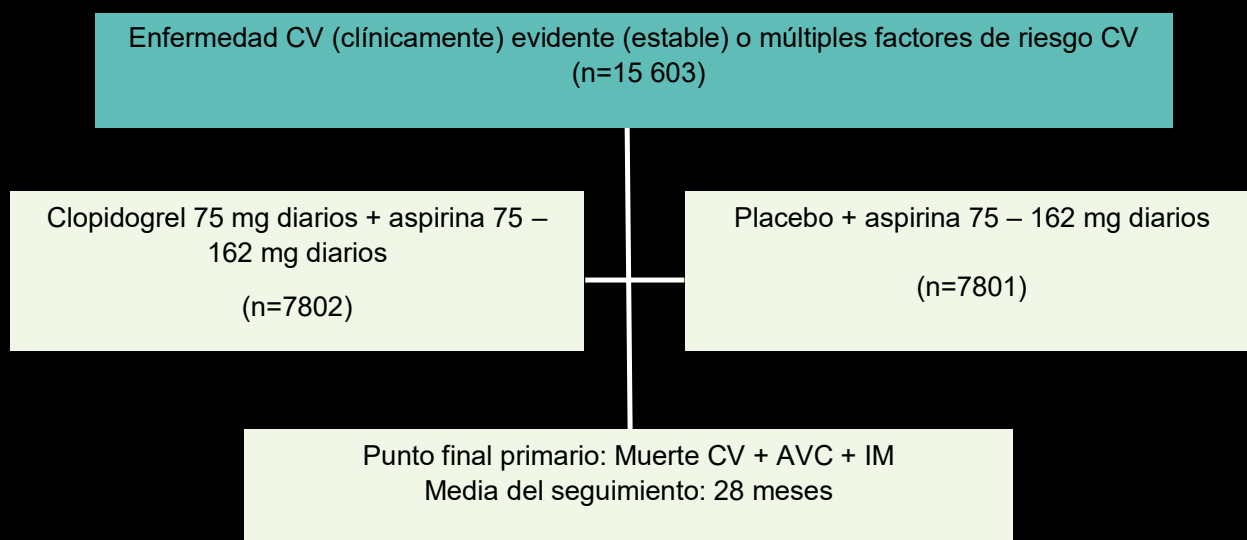 Enfermedad CV (clínicamente) evidente (estable) o múltiples factores de riesgo CV
(n=15 603)
Clopidogrel 75 mg diarios + aspirina 75 –
162 mg diarios
(n=7802)
Placebo + aspirina 75 – 162 mg diarios
(n=7801)
Punto final primario: Muerte CV + AVC + IM
Media del seguimiento: 28 meses